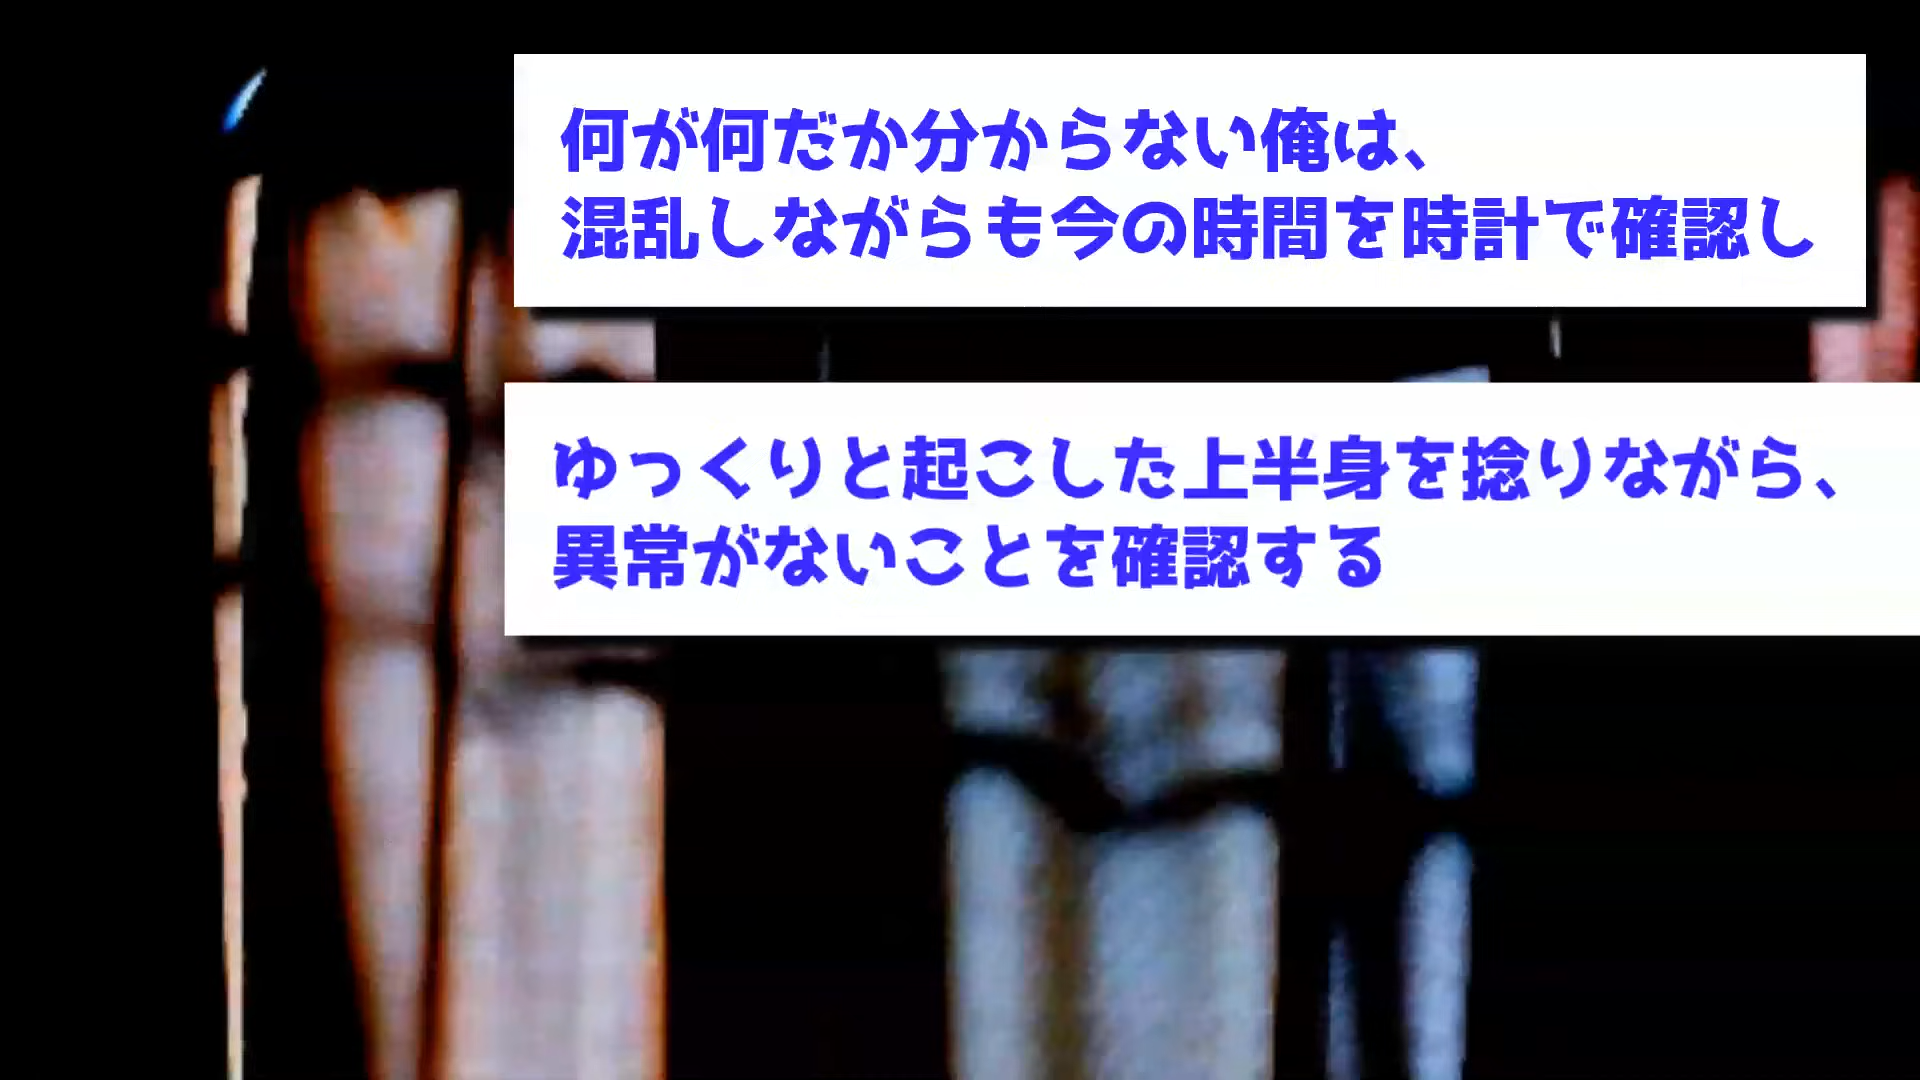 何が何だか分からない俺は、
混乱しながらも今の時間を時計で確認し
ゆっくりと起こした上半身を捻りながら、
異常がないことを確認する